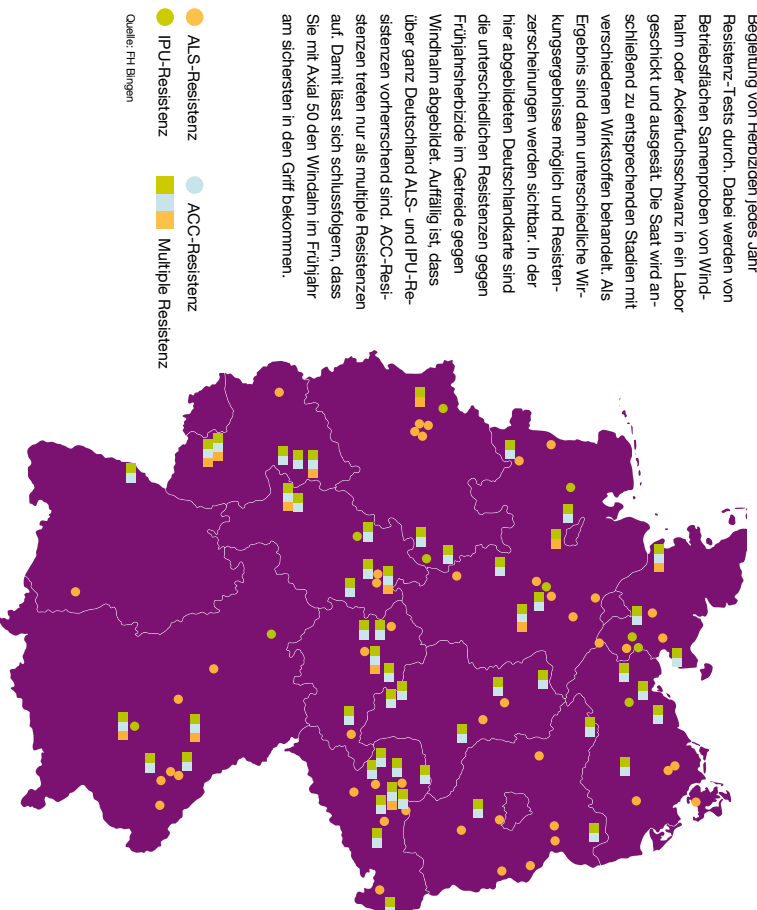 Begleitung von Herbiziden jedes Jahr
Resistenz-Tests durch. Dabei werden von
Betriebsflächen Samenproben von Wind-
halm oder Ackerfuchsschwanz in ein Labor
geschickt und ausgesät. Die Saat wird an-
schließend zu entsprechenden Stadien mit
verschiedenen Wirkstoffen behandelt. Als
Ergebnis sind dann unterschiedliche Wir-
kungsergebnisse möglich und Resisten-
zerscheinungen werden sichtbar. In der
hier abgebildeten Deutschlandkarte sind
die unterschiedlichen Resistenzen gegen
Frühjahrsherbizide im Getreide gegen
Windhalm abgebildet. Auffällig ist, dass
über ganz Deutschland ALS- und IPU-Re-
sistenzen vorherrschend sind. ACC-Resi-
stenzen treten nur als multiple Resistenzen
auf. Damit lässt sich schlussfolgern, dass
Sie mit Axial 50 den Windalm im Frühjahr
am sichersten in den Griff bekommen.
ALS-Resistenz
ACC-Resistenz
IPU-Resistenz
Multiple Resistenz
Quelle: FH Bingen